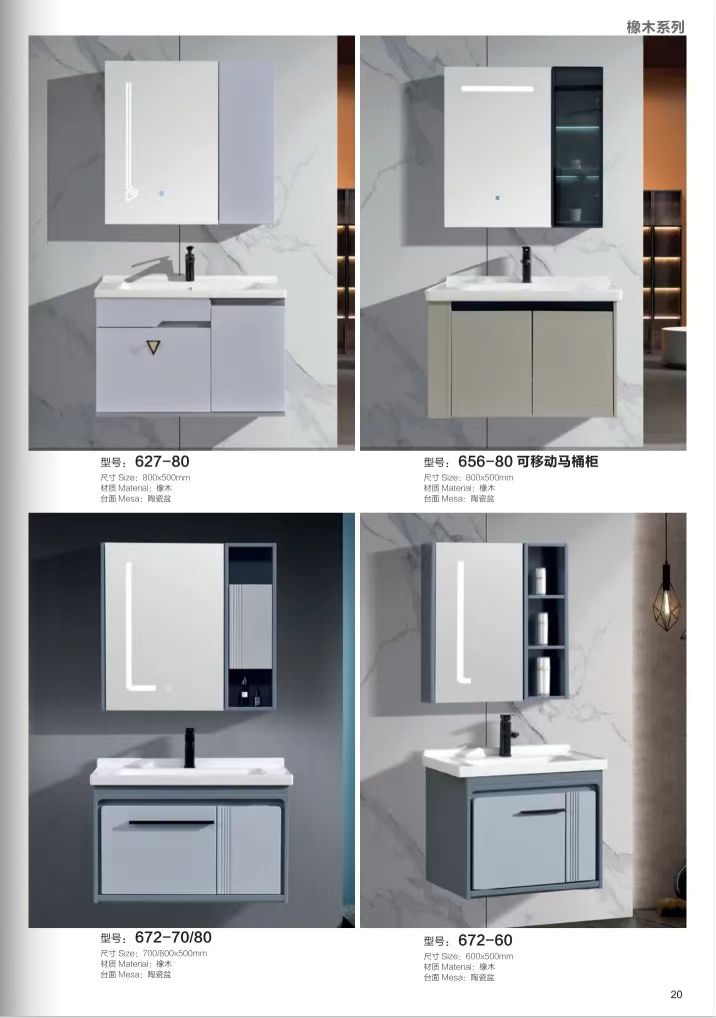 橡木系列
型号：627-80
尺寸 Size：800x500mm
材质 Material：橡木
台面 Mesa：陶瓷盆
型号：656-80 可移动马桶柜
尺寸 Size：800x500mm
材质 Material：橡木
台面 Mesa：陶瓷盆
型号：672-70/80
尺寸 Size：700/800x500mm
材质 Material：橡木
台面 Mesa：陶瓷盆
型号：672-60
尺寸 Size：600x500mm
材质 Material：橡木
台面 Mesa：陶瓷盆
20